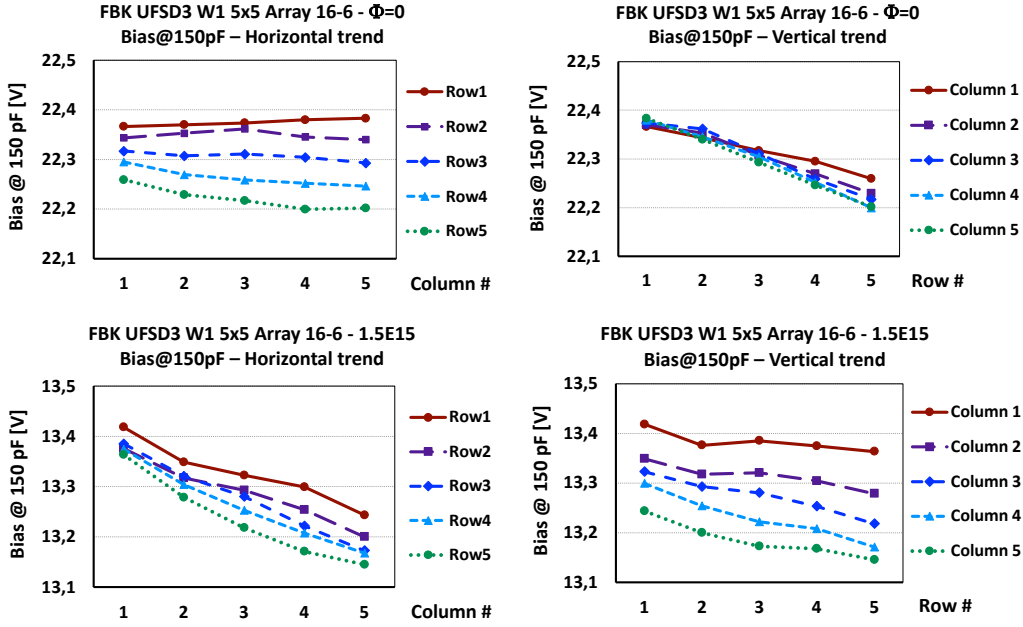 FBK UFSD3 W1 5x5 Array 16-6 - Φ=0
Bias@150pF – Horizontal trend
Bias @ 150 pF [V]
22,5
22,4
22,3
22,2
22,1
1 2 3 4 5 Column #
Row1
Row2
Row3
Row4
Row5
FBK UFSD3 W1 5x5 Array 16-6 - Φ=0
Bias@150pF – Vertical trend
Bias @ 150 pF [V]
22,5
22,4
22,3
22,2
22,1
1 2 3 4 5 Row #
Column 1
Column 2
Column 3
Column 4
Column 5
FBK UFSD3 W1 5x5 Array 16-6 - 1.5E15
Bias@150pF – Horizontal trend
Bias @ 150 pF [V]
13,5
13,4
13,3
13,2
13,1
1 2 3 4 5 Column #
Row1
Row2
Row3
Row4
Row5
FBK UFSD3 W1 5x5 Array 16-6 - 1.5E15
Bias@150pF – Vertical trend
Bias @ 150 pF [V]
13,5
13,4
13,3
13,2
13,1
1 2 3 4 5 Row #
Column 1
Column 2
Column 3
Column 4
Column 5